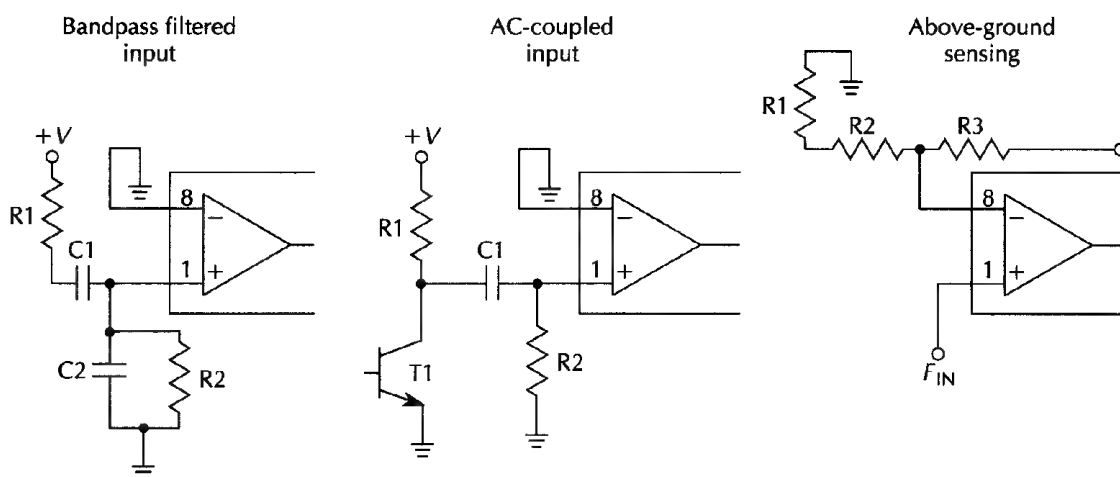 Bandpass filtered
input
+V
R1
C1
8
−
1
+
C2
R2
AC-coupled
input
+V
R1
C1
8
−
1
+
T1
R2
Above-ground
sensing
R1
R2
R3
8
−
1
+
FIN